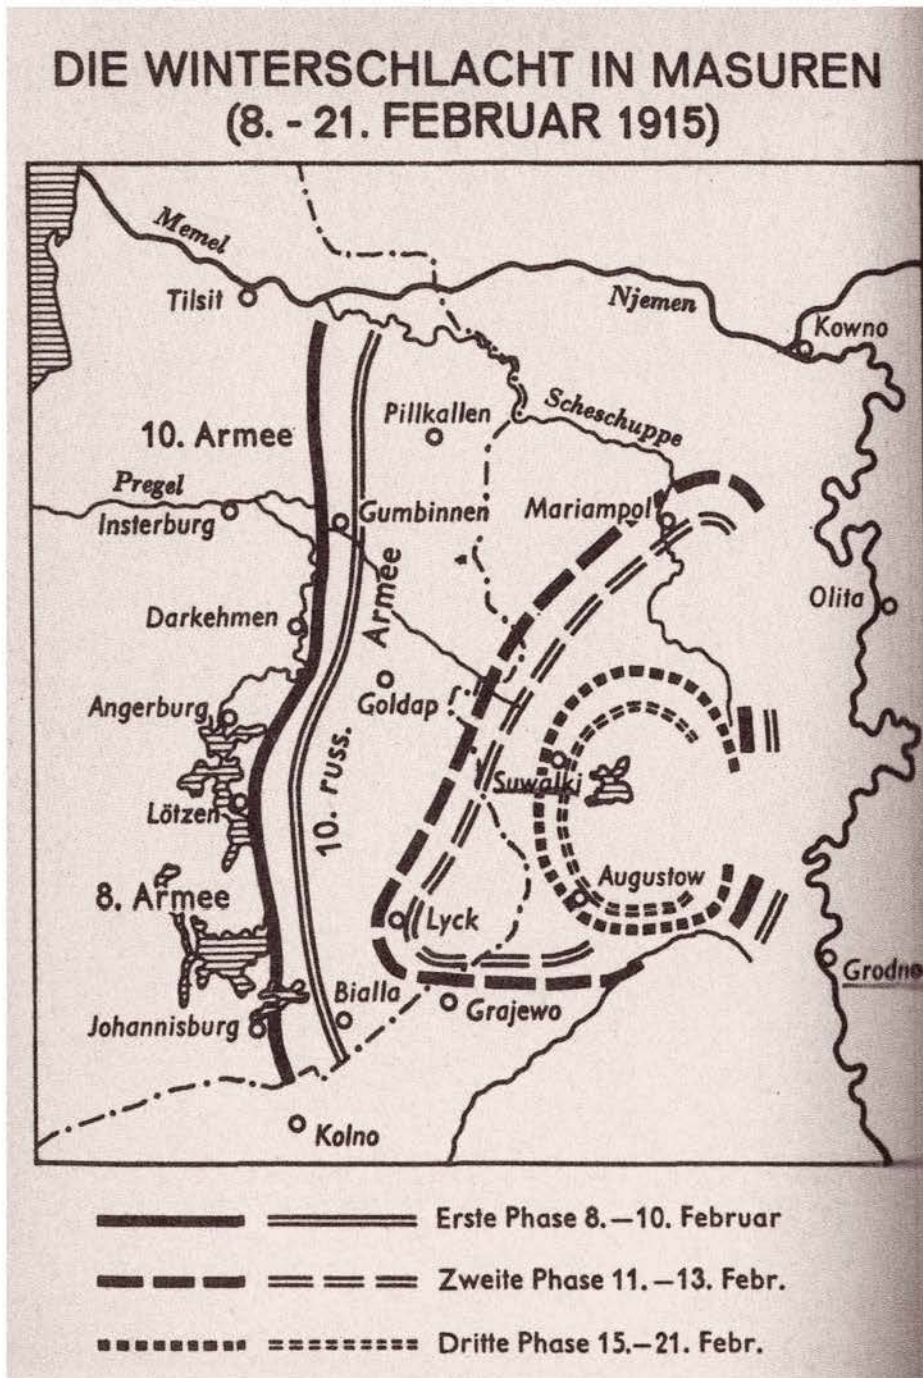 DIE WINTERSCHLACHT IN MASUREN
(8. - 21. FEBRUAR 1915)
Memel
Tilsit
Njemen
Kowno
Scheschuppe
Pillkallen
10. Armee
Pregel
Insterburg
Gumbinnen
Mariampol
Olita
Darkehmen
10. russ. Armee
Goldap
Angerburg
Suwalki
Lötzen
Augustow
8. Armee
Lyck
Grodno
Bialla
Grajewo
Johannisburg
Kolno
Erste Phase 8.—10. Februar
Zweite Phase 11.—13. Febr.
Dritte Phase 15.—21. Febr.